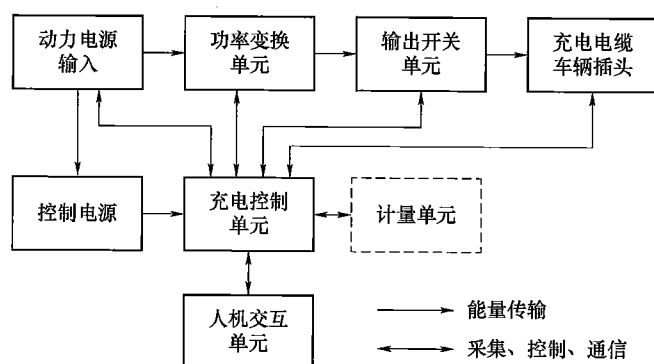 动力电源
输入
功率变换
单元
输出开关
单元
充电电缆
车辆插头
控制电源
充电控制
单元
计量单元
人机交互
单元
能量传输
采集、控制、通信